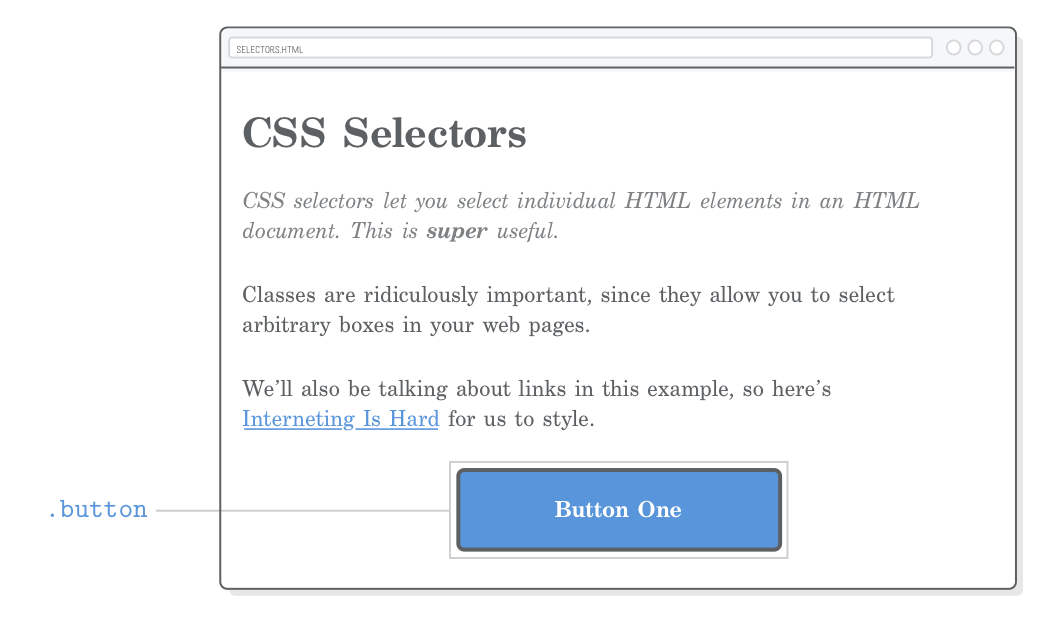 SELECTORS.HTML
CSS Selectors
CSS selectors let you select individual HTML elements in an HTML
document. This is super useful.
Classes are ridiculously important, since they allow you to select
arbitrary boxes in your web pages.
We’ll also be talking about links in this example, so here’s
Interneting Is Hard for us to style.
.button
Button One